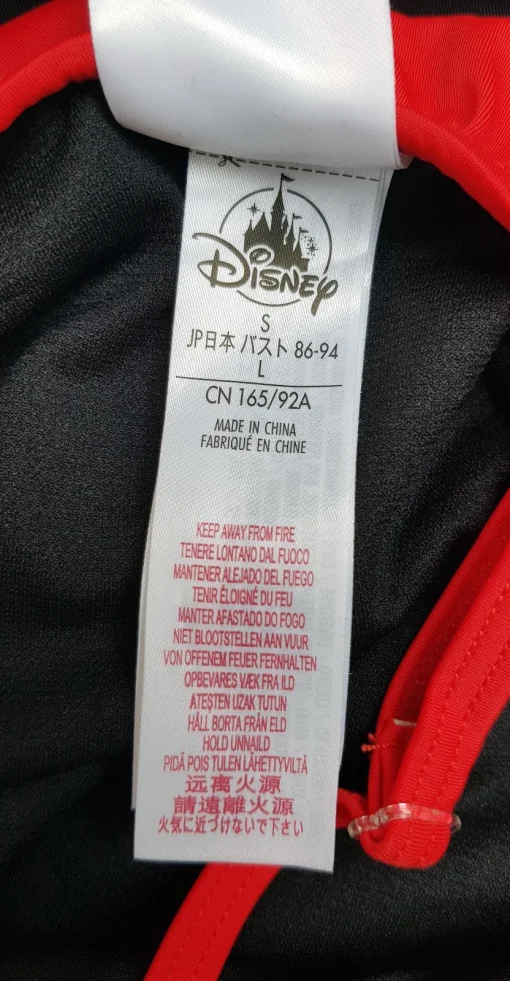 Disney
S
JP日本 バスト 86-94
L
CN 165/92A
MADE IN CHINA
FABRIQUÉ EN CHINE
KEEP AWAY FROM FIRE
TENERE LONTANO DAL FUOCO
MANTENER ALEJADO DEL FUEGO
TENIR ÉLOIGNÉ DU FEU
MANTER AFASTADO DO FOGO
NIET BLOOTSTELLEN AAN VUUR
VON OFFENEM FEUER FERNHALTEN
OPBEVARES VÆK FRA ILD
ATEŞTEN UZAK TUTUN
HÅLL BORTA FRÅN ELD
HOLD UNNAILD
PIDÄ POIS TULEN LÄHETTYVILTÄ
远离火源
請遠離火源
火気に近づけないで下さい